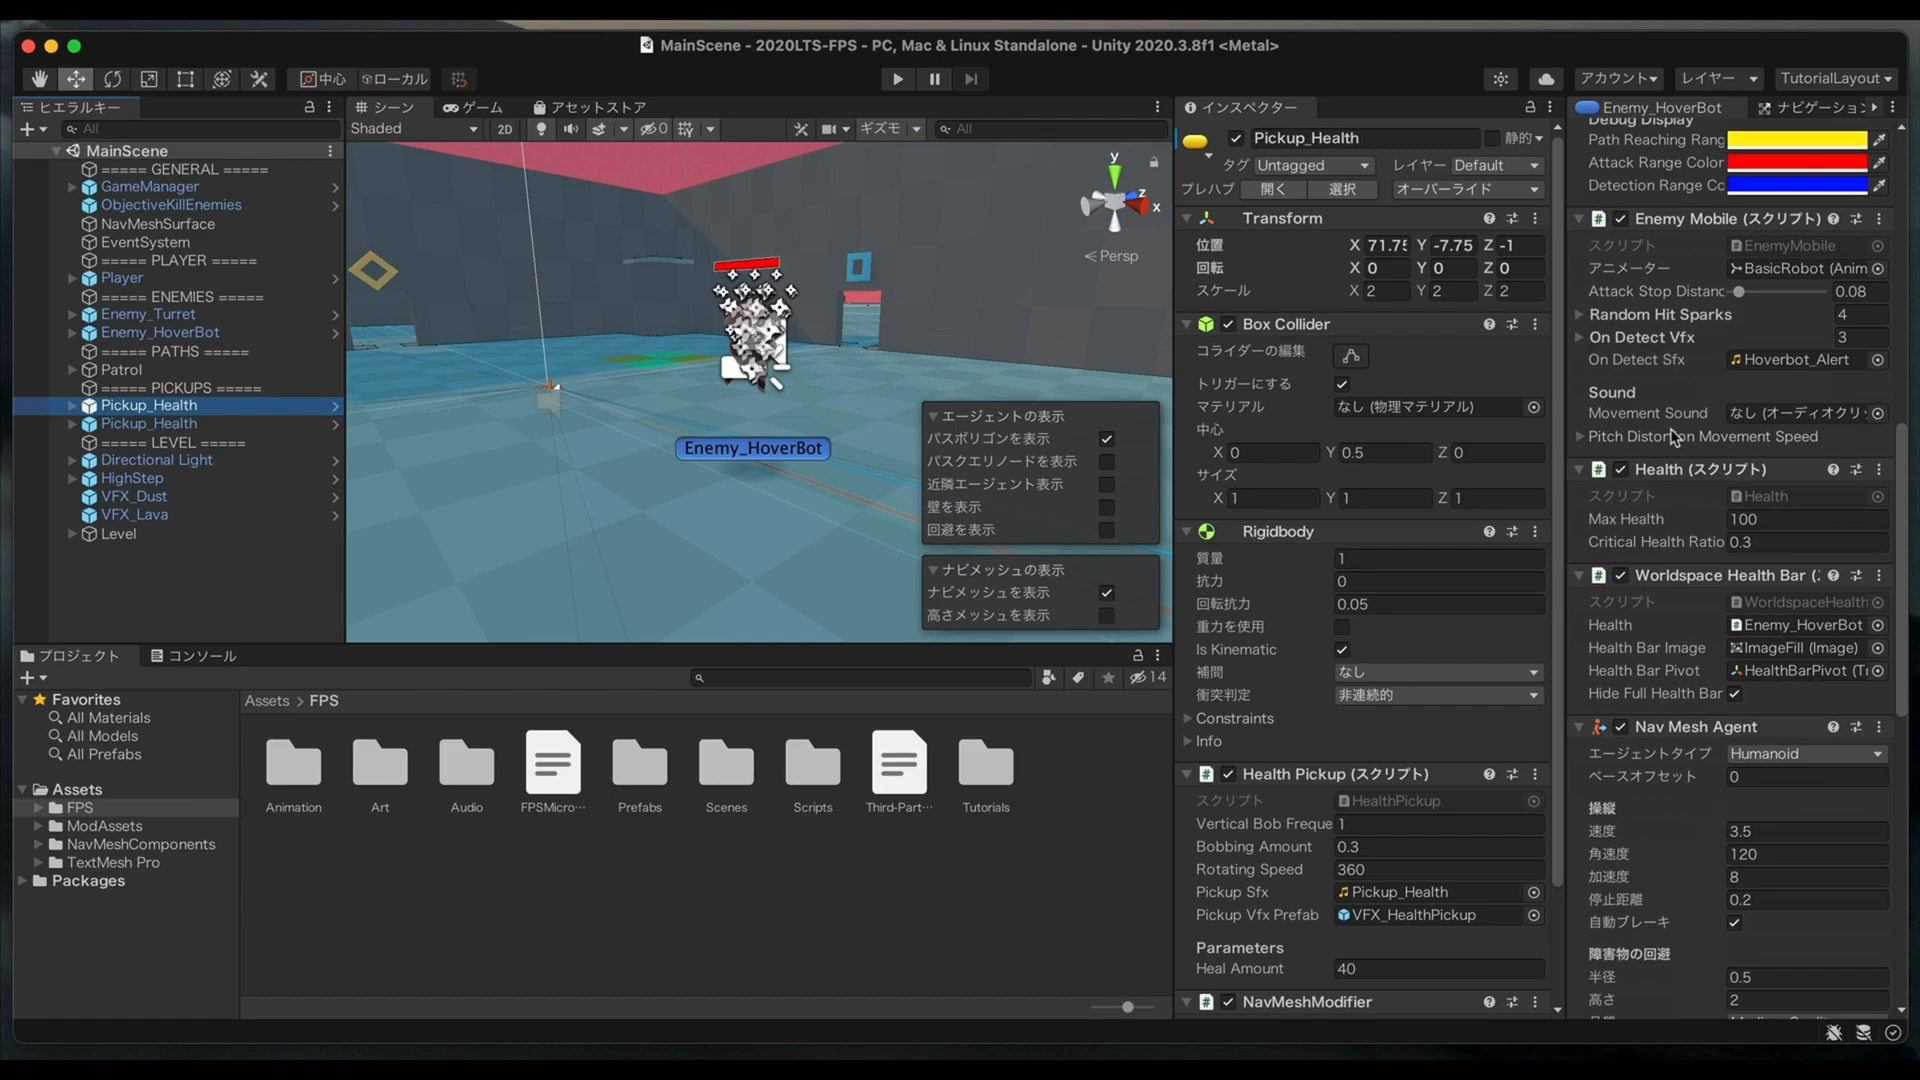 MainScene - 2020LTS-FPS - PC, Mac & Linux Standalone - Unity 2020.3.8f1 <Metal>
中心
ローカル
アカウント
レイヤー
TutorialLayout
ヒエラルキー
All
MainScene
===== GENERAL =====
GameManager
ObjectiveKillEnemies
NavMeshSurface
EventSystem
===== PLAYER =====
Player
===== ENEMIES =====
Enemy_Turret
Enemy_HoverBot
===== PATHS =====
Patrol
===== PICKUPS =====
Pickup_Health
Pickup_Health
===== LEVEL =====
Directional Light
HighStep
VFX_Dust
VFX_Lava
Level
シーン
ゲーム
アセットストア
Shaded
2D
0
ギズモ
All
y
z
x
Persp
Enemy_HoverBot
エージェントの表示
パスポリゴンを表示
パスクエリノードを表示
近隣エージェント表示
壁を表示
回避を表示
ナビメッシュの表示
ナビメッシュを表示
高さメッシュを表示
プロジェクト
コンソール
14
Favorites
All Materials
All Models
All Prefabs
Assets
FPS
ModAssets
NavMeshComponents
TextMesh Pro
Packages
Assets > FPS
Animation
Art
Audio
FPSMicro...
Prefabs
Scenes
Scripts
Third-Part...
Tutorials
インスペクター
Pickup_Health
静的
タグ Untagged
レイヤー Default
プレハブ 開く 選択 オーバーライド
Transform
位置 X 71.75 Y -7.75 Z -1
回転 X 0 Y 0 Z 0
スケール X 2 Y 2 Z 2
Box Collider
コライダーの編集
トリガーにする
マテリアル なし (物理マテリアル)
中心
X 0 Y 0.5 Z 0
サイズ
X 1 Y 1 Z 1
Rigidbody
質量 1
抗力 0
回転抗力 0.05
重力を使用
Is Kinematic
補間 なし
衝突判定 非連続的
Constraints
Info
Health Pickup (スクリプト)
スクリプト HealthPickup
Vertical Bob Freque 1
Bobbing Amount 0.3
Rotating Speed 360
Pickup Sfx Pickup_Health
Pickup Vfx Prefab VFX_HealthPickup
Parameters
Heal Amount 40
NavMeshModifier
Enemy_HoverBot
ナビゲーション
Debug Display
Path Reaching Rang
Attack Range Color
Detection Range Co
Enemy Mobile (スクリプト)
スクリプト EnemyMobile
アニメーター BasicRobot (Anim
Attack Stop Distanc 0.08
Random Hit Sparks 4
On Detect Vfx 3
On Detect Sfx Hoverbot_Alert
Sound
Movement Sound なし (オーディオクリッ
Pitch Distortion Movement Speed
Health (スクリプト)
スクリプト Health
Max Health 100
Critical Health Ratio 0.3
Worldspace Health Bar (
スクリプト WorldspaceHealth
Health Enemy_HoverBot
Health Bar Image ImageFill (Image)
Health Bar Pivot HealthBarPivot (Tr
Hide Full Health Bar
Nav Mesh Agent
エージェントタイプ Humanoid
ベースオフセット 0
操縦
速度 3.5
角速度 120
加速度 8
停止距離 0.2
自動ブレーキ
障害物の回避
半径 0.5
高さ 2